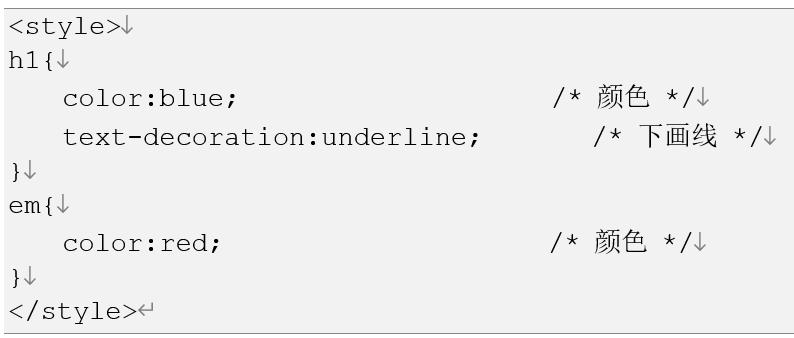 <style>↓
h1{↓
color:blue; /* 颜色 */↓
text-decoration:underline; /* 下画线 */↓
}↓
em{↓
color:red; /* 颜色 */↓
}↓
</style>↵